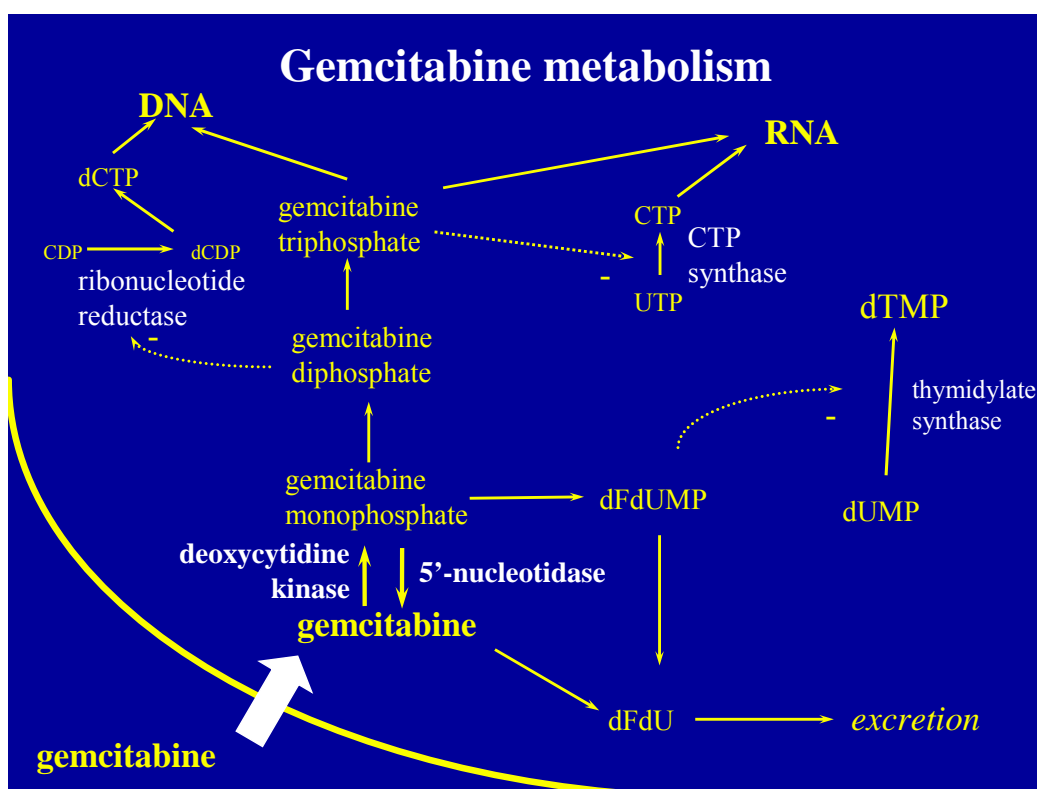 Gemcitabine metabolism
DNA
RNA
dCTP
gemcitabine
triphosphate
CTP
CTP
synthase
CDP
dCDP
ribonucleotide
reductase
-
-
UTP
dTMP
gemcitabine
diphosphate
thymidylate
synthase
-
gemcitabine
monophosphate
dFdUMP
dUMP
deoxycytidine
kinase
5’-nucleotidase
gemcitabine
dFdU
excretion
gemcitabine